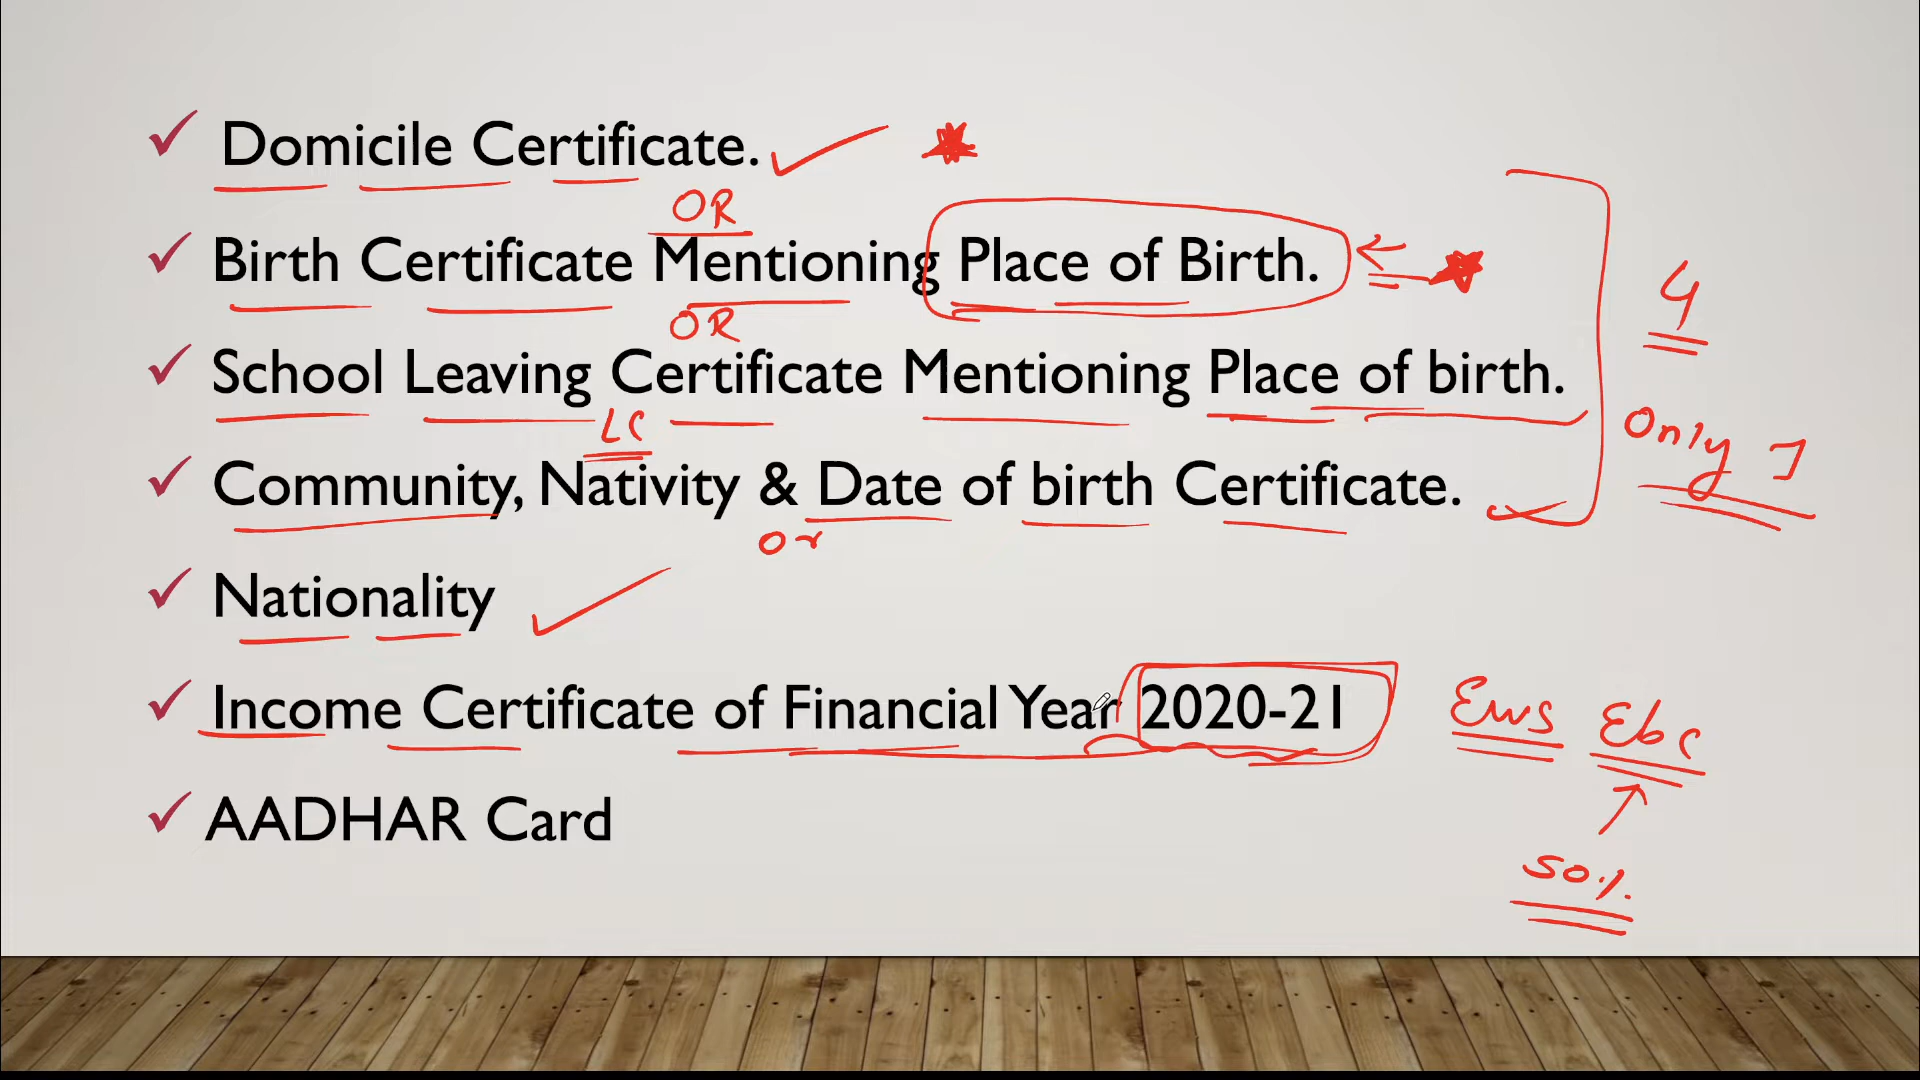 Domicile Certificate.
OR
Birth Certificate Mentioning Place of Birth.
OR
4
School Leaving Certificate Mentioning Place of birth.
LC
Only 1
Community, Nativity & Date of birth Certificate.
Or
Nationality
Income Certificate of Financial Year 2020-21
Ews Ebc
AADHAR Card
50%